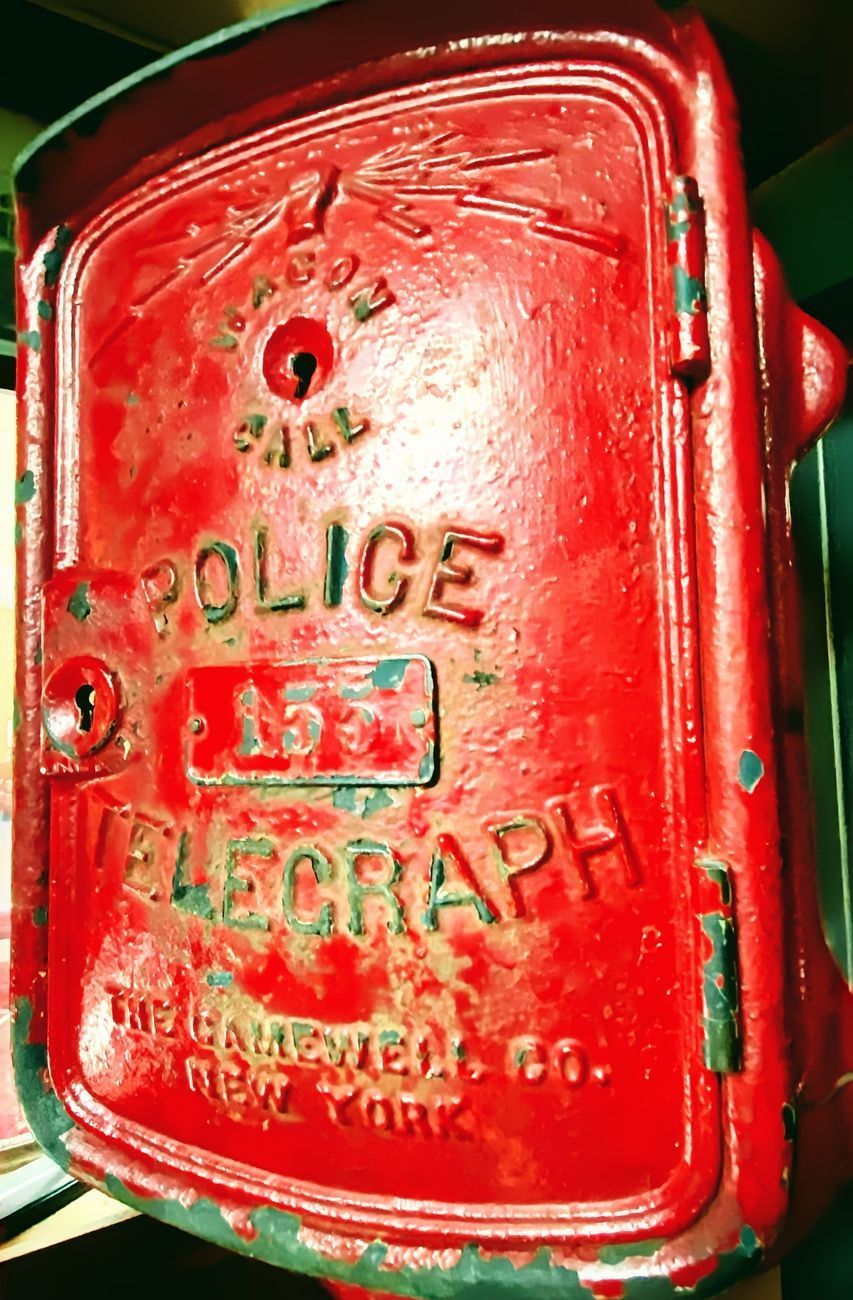 WAGON
CALL
POLICE
155
TELEGRAPH
THE GAMEWELL CO.
NEW YORK